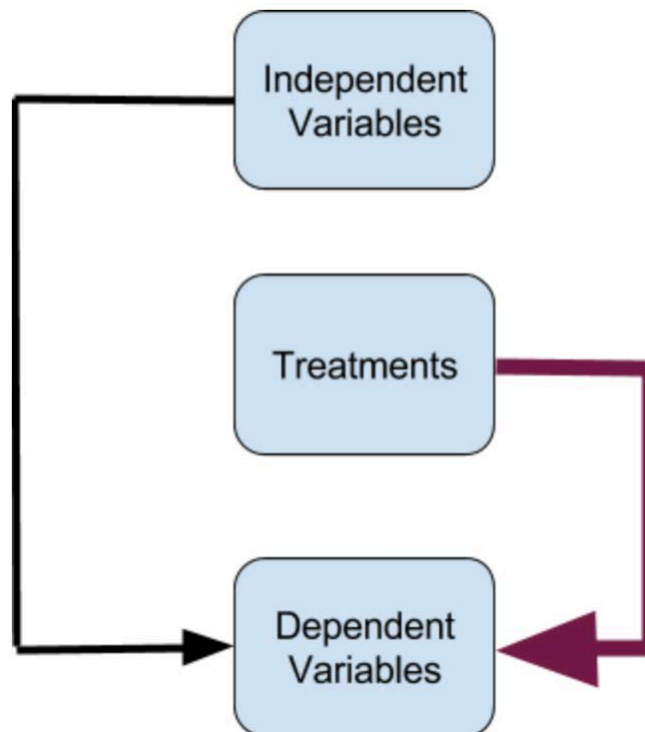 Independent
Variables
Treatments
Dependent
Variables